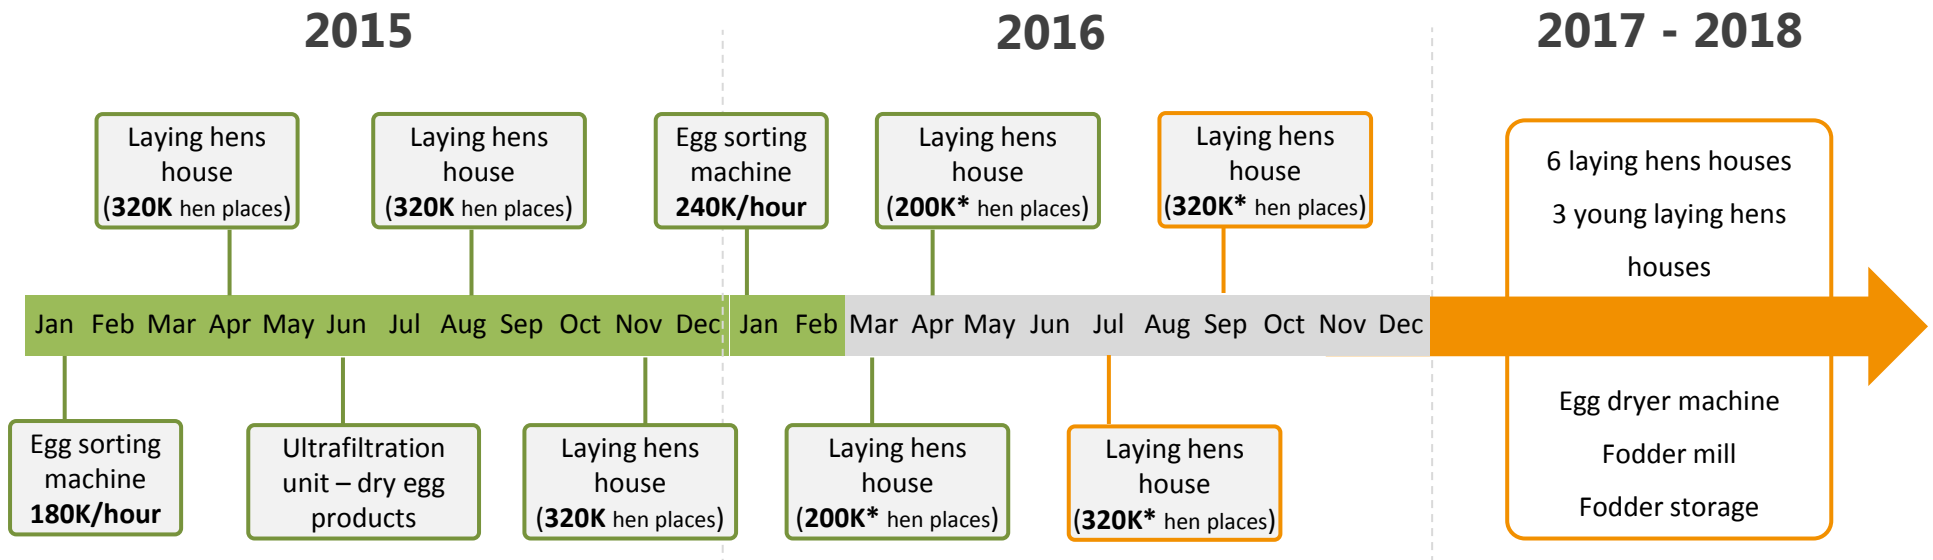 2015
2016
2017 - 2018
Laying hens
house
(320K hen places)
Laying hens
house
(320K hen places)
Egg sorting
machine
240K/hour
Laying hens
house
(200K* hen places)
Laying hens
house
(320K* hen places)
6 laying hens houses
3 young laying hens
houses
Jan Feb Mar Apr May Jun Jul Aug Sep Oct Nov Dec Jan Feb Mar Apr May Jun Jul Aug Sep Oct Nov Dec
Egg sorting
machine
180K/hour
Ultrafiltration
unit – dry egg
products
Laying hens
house
(320K hen places)
Laying hens
house
(200K* hen places)
Laying hens
house
(320K* hen places)
Egg dryer machine
Fodder mill
Fodder storage